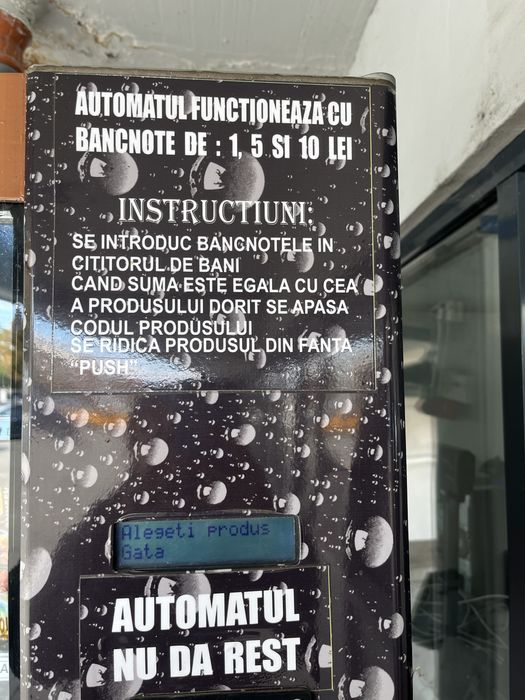 AUTOMATUL FUNCTIONEAZA CU
BANCNOTE DE : 1, 5 SI 10 LEI
INSTRUCTIUNI:
SE INTRODUC BANCNOTELE IN
CITITORUL DE BANI
CAND SUMA ESTE EGALA CU CEA
A PRODUSULUI DORIT SE APASA
CODUL PRODUSULUI
SE RIDICA PRODUSUL DIN FANTA
“PUSH”
Alegeti produs
Gata
AUTOMATUL
NU DA REST